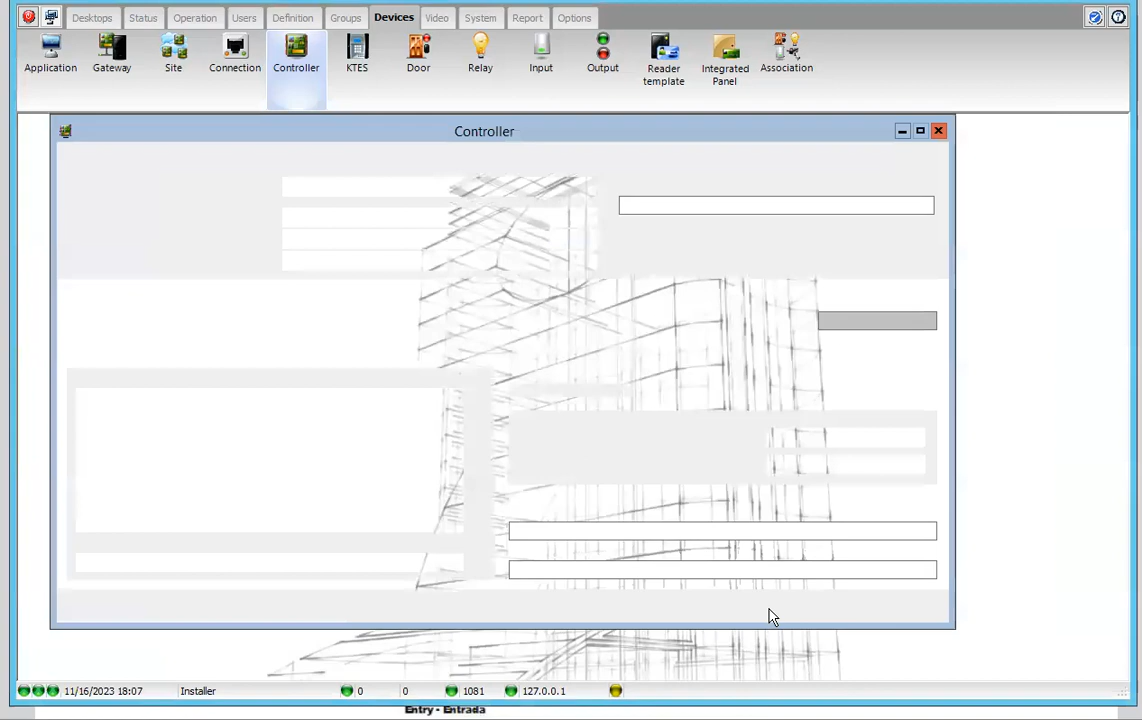 Desktops Status Operation Users Definition Groups Devices Video System Report Options
Application Gateway Site Connection Controller KTES Door Relay Input Output Reader template Integrated Panel Association
Controller
11/16/2023 18:07 Installer 0 0 1081 127.0.0.1
Entry - Entrada